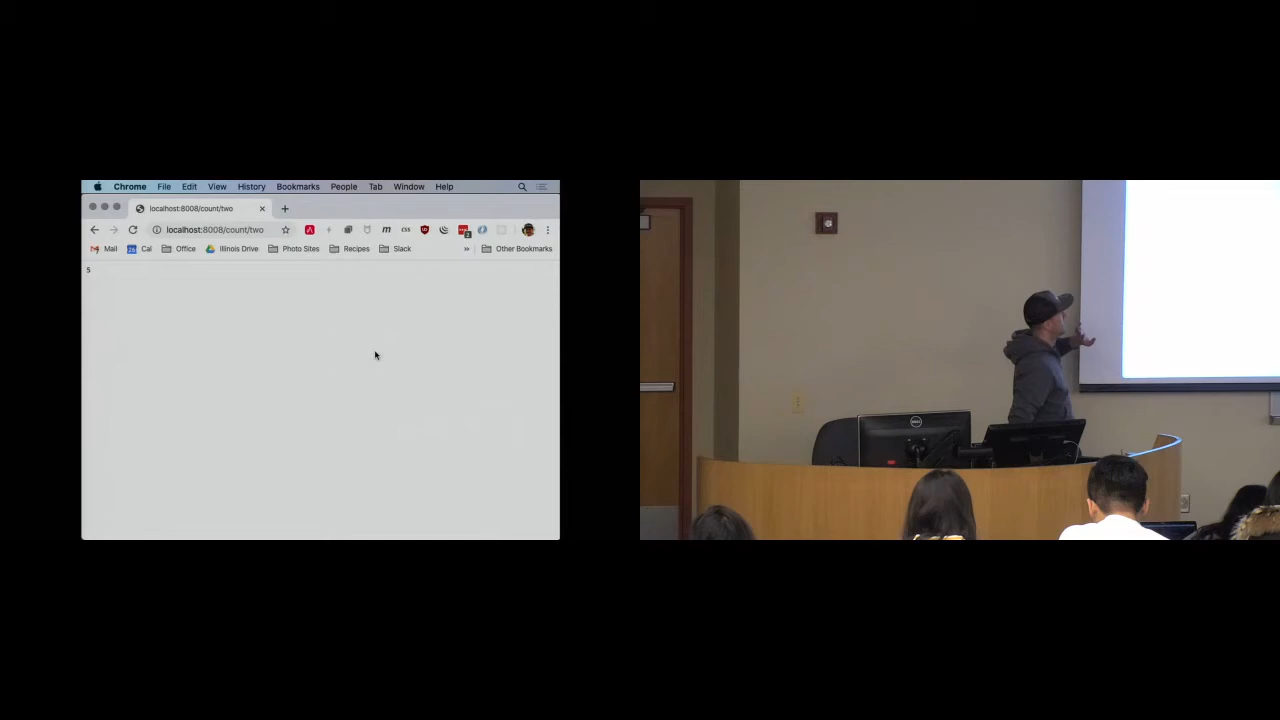 Chrome File Edit View History Bookmarks People Tab Window Help
localhost:8008/count/two
localhost:8008/count/two
Mail Cal Office Illinois Drive Photo Sites Recipes Slack » Other Bookmarks
5
DELL